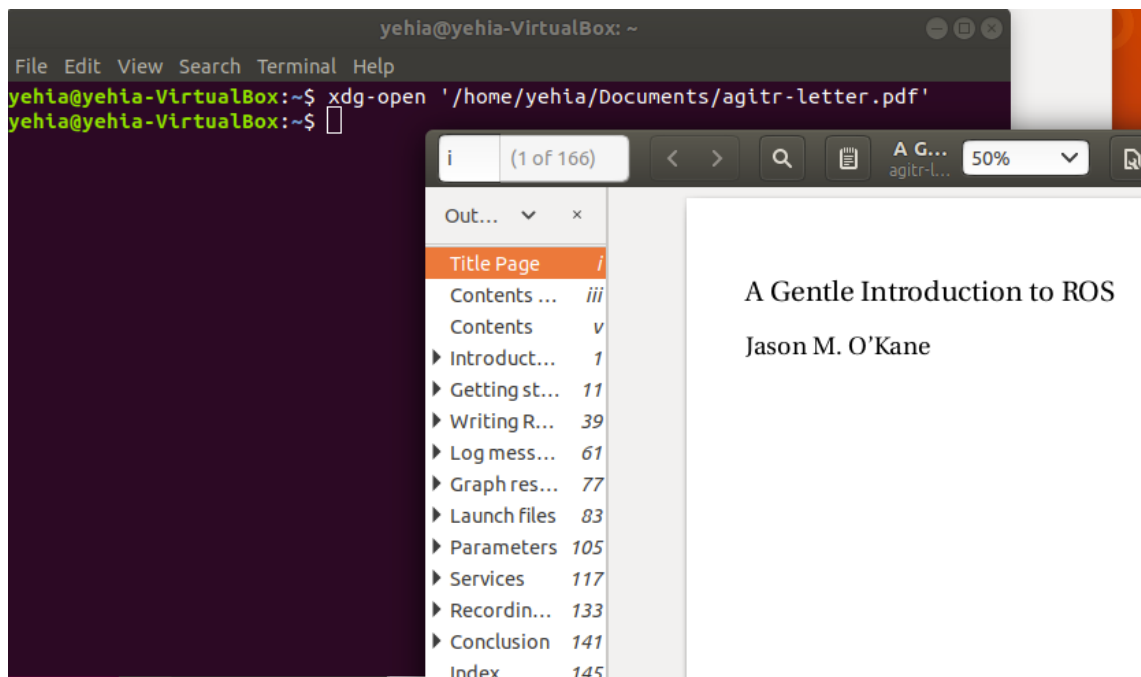 yehia@yehia-VirtualBox: ~
File Edit View Search Terminal Help
yehia@yehia-VirtualBox:~$ xdg-open '/home/yehia/Documents/agitr-letter.pdf'
yehia@yehia-VirtualBox:~$
i (1 of 166) A G... 50%
agitr-l...
Out...
Title Page i
Contents ... iii
Contents v
Introduct... 1
Getting st... 11
Writing R... 39
Log mess... 61
Graph res... 77
Launch files 83
Parameters 105
Services 117
Recordin... 133
Conclusion 141
Index 145
A Gentle Introduction to ROS
Jason M. O'Kane